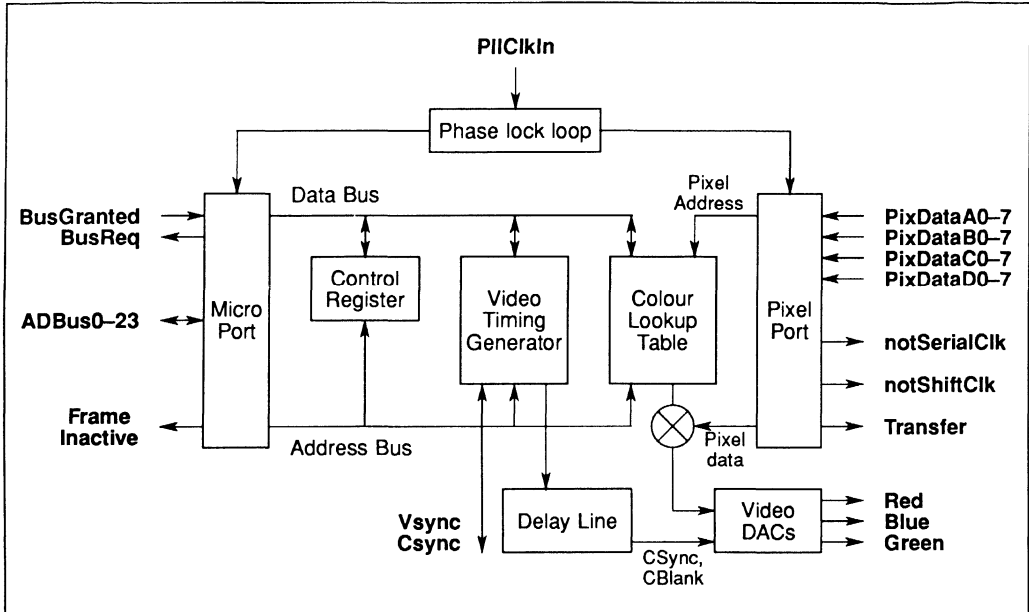 PllClkIn
Phase lock loop
Data Bus
Pixel
Address
BusGranted
BusReq
ADBus0–23
Frame
Inactive
Micro
Port
Control
Register
Video
Timing
Generator
Colour
Lookup
Table
Pixel
Port
PixDataA0–7
PixDataB0–7
PixDataC0–7
PixDataD0–7
notSerialClk
notShiftClk
Transfer
Address Bus
Pixel
data
Vsync
Csync
Delay Line
CSync,
CBlank
Video
DACs
Red
Blue
Green